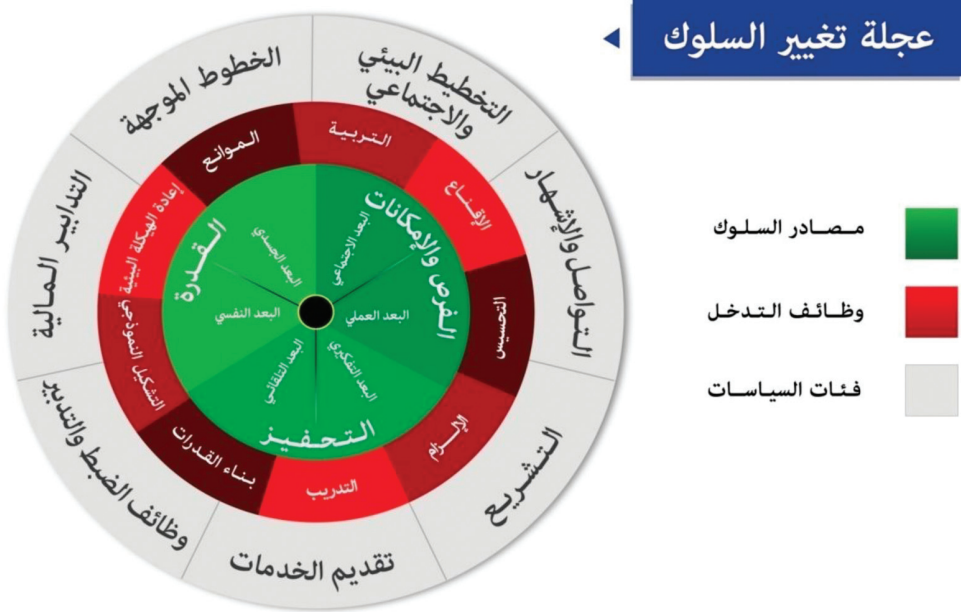 عجلة تغيير السلوك
مصادر السلوك
وظائف التدخل
فئات السياسات
التخطيط البيئي
والاجتماعي
التواصل والإشهار
التشريع
تقديم الخدمات
وظائف الضبط والتدبير
التدابير المالية
الخطوط الموجهة
التربية
الإقناع
التحسيس
الإلزام
التدريب
بناء القدرات
التشكيل النموذجي
إعادة الهيكلة البيئية
الموانع
الفرص والإمكانات
البعد الاجتماعي
البعد العملي
التحفيز
البعد التفكيري
البعد التلقائي
القدرة
البعد النفسي
البعد الجسدي